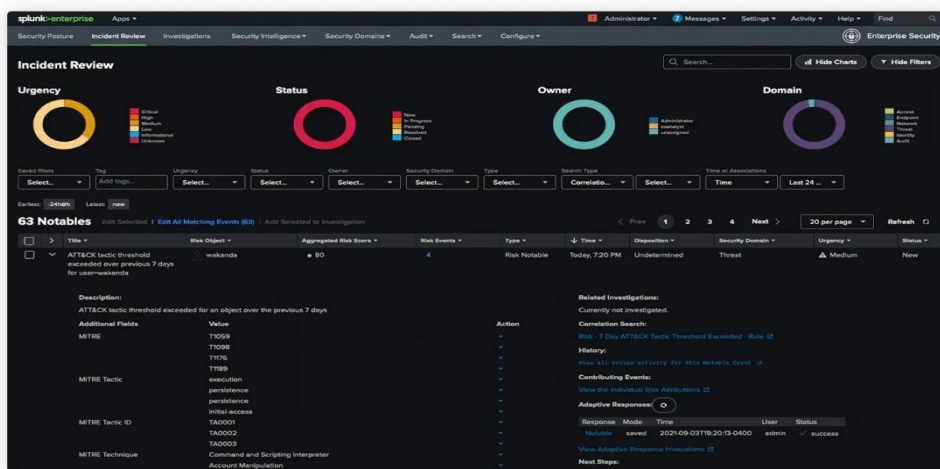 splunk>enterprise Apps ▾ Administrator ▾ 7 Messages ▾ Settings ▾ Activity ▾ Help ▾ Find
Security Posture Incident Review Investigations Security Intelligence ▾ Security Domains ▾ Audit ▾ Search ▾ Configure ▾ Enterprise Security
Incident Review Search... Hide Charts Hide Filters
Urgency Status Owner Domain
Critical
High
Medium
Low
Informational
Unknown
New
In Progress
Pending
Resolved
Closed
Administrator
esanalyst
unassigned
Access
Endpoint
Network
Threat
Identity
Audit
Saved filters Tag Urgency Status Owner Security Domain Type Search Type Time or Associations
Select... Add tags... Select... Select... Select... Select... Select... Correlatio... Select... Time Last 24 ...
Earliest: -24h@h Latest: now
63 Notables Edit Selected | Edit All Matching Events (63) | Add Selected to Investigation < Prev 1 2 3 4 Next > 20 per page Refresh
Title Risk Object Aggregated Risk Score Risk Events Type Time Disposition Security Domain Urgency Status
ATT&CK tactic threshold wakanda 80 4 Risk Notable Today, 7:20 PM Undetermined Threat Medium New
exceeded over previous 7 days
for user=wakanda
Description: Related Investigations:
ATT&CK tactic threshold exceeded for an object over the previous 7 days Currently not investigated.
Additional Fields Value Action Correlation Search:
MITRE T1059 Risk - 7 Day ATT&CK Tactic Threshold Exceeded - Rule
T1098 History:
T1176 View all review activity for this Notable Event
T1189 Contributing Events:
MITRE Tactic execution View the individual Risk Attributions
persistence
persistence Adaptive Responses:
initial-access
MITRE Tactic ID TA0001 Response Mode Time User Status
TA0002 Notable saved 2021-09-03T19:20:13-0400 admin success
TA0003 View Adaptive Response Invocations
MITRE Technique Command and Scripting Interpreter Next Steps:
Account Manipulation